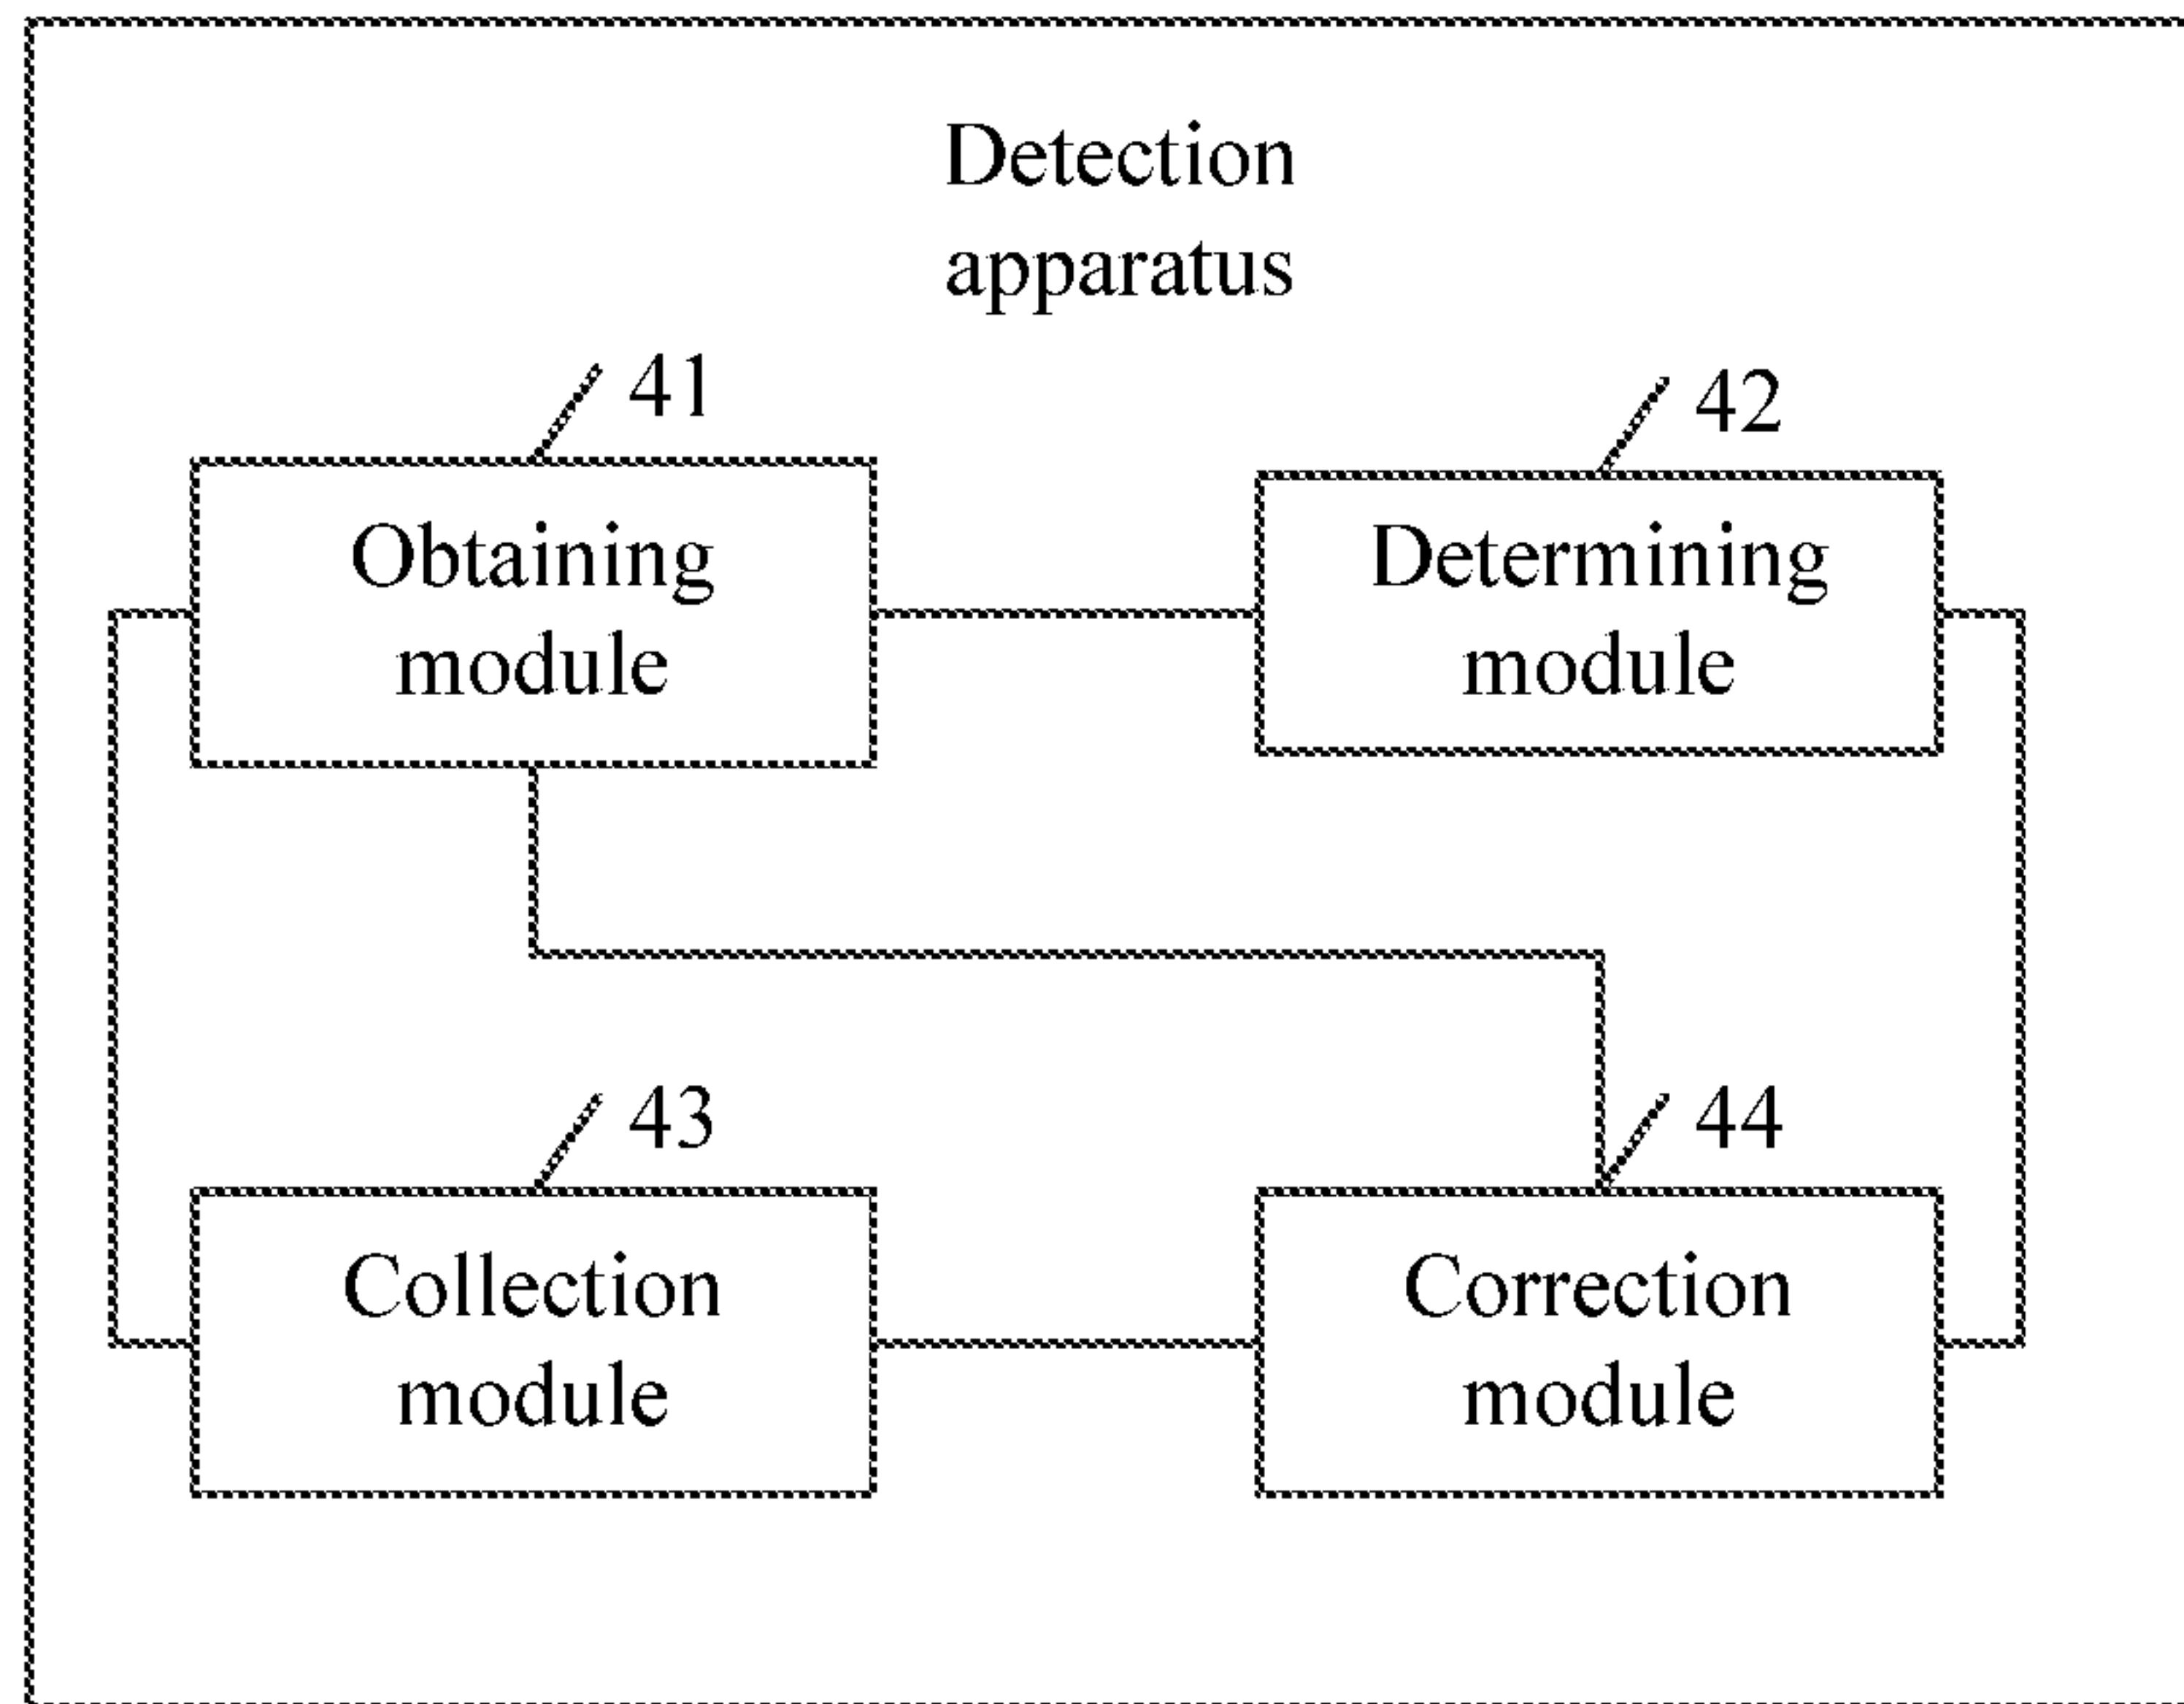 Detection
apparatus
41
42
Obtaining
module
Determining
module
43
44
Collection
module
Correction
module